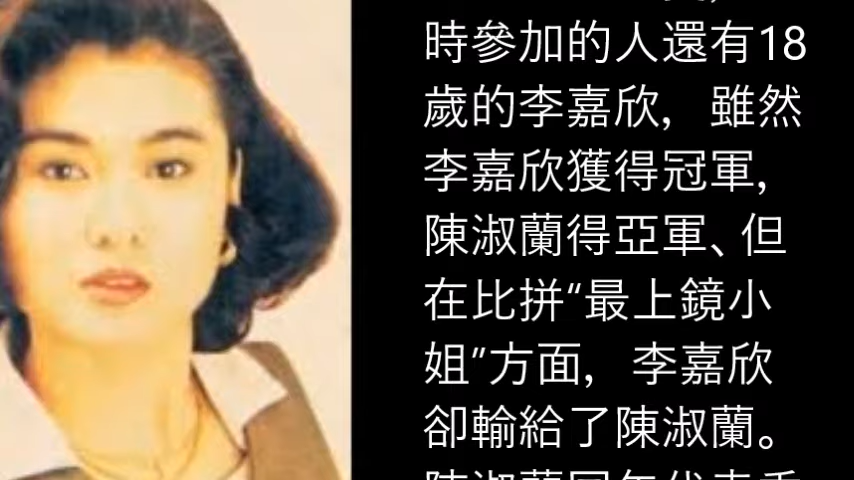 時參加的人還有18
歲的李嘉欣，雖然
李嘉欣獲得冠軍，
陳淑蘭得亞軍、但
在比拼“最上鏡小
姐”方面，李嘉欣
卻輸給了陳淑蘭。